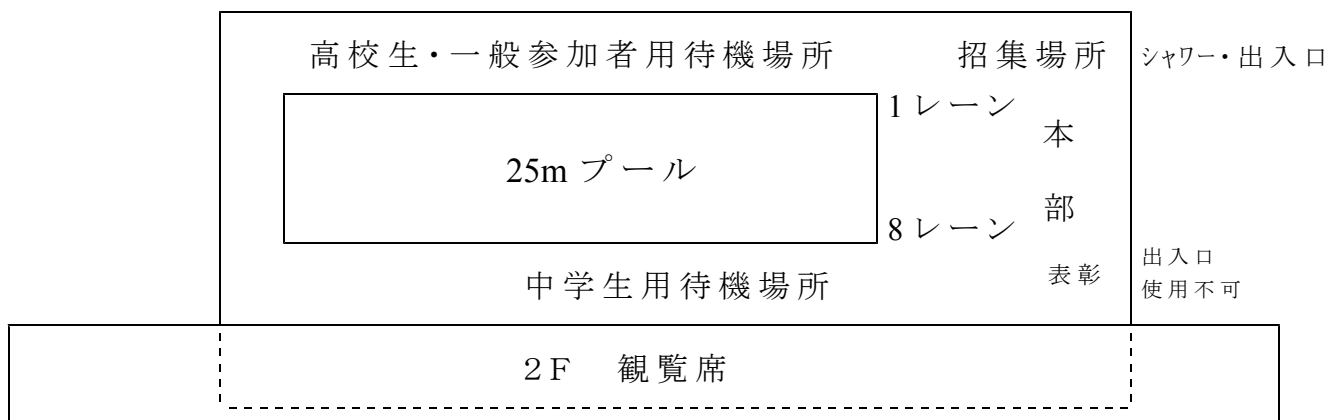 高校生・一般参加者用待機場所
招集場所
シャワー・出入口
1レーン
本部
25m プール
8レーン
出入口
使用不可
表彰
中学生用待機場所
２Ｆ 観覧席